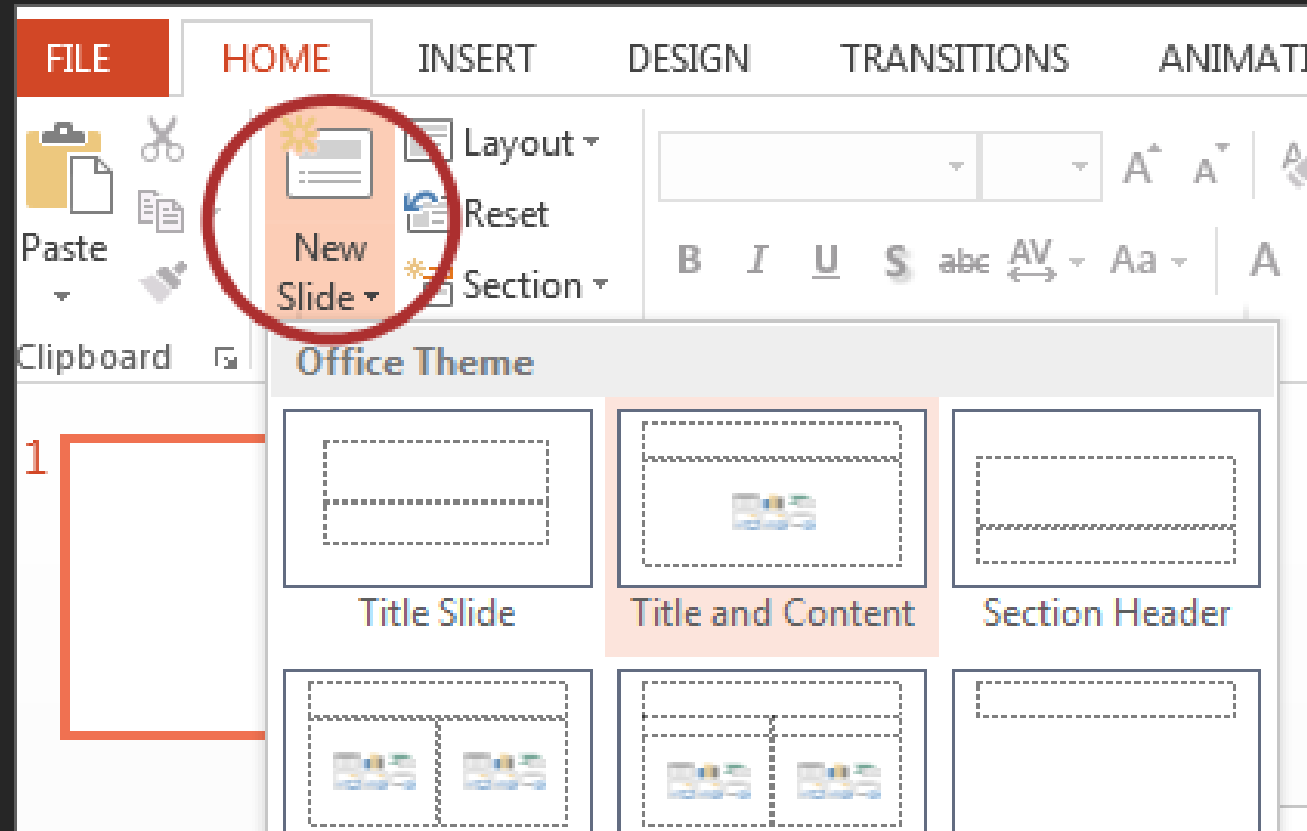 FILE HOME INSERT DESIGN TRANSITIONS
Layout
Reset
Section
New
Slide
Paste
Clipboard
B I U S abc AV Aa A
Office Theme
1
Title Slide Title and Content Section Header